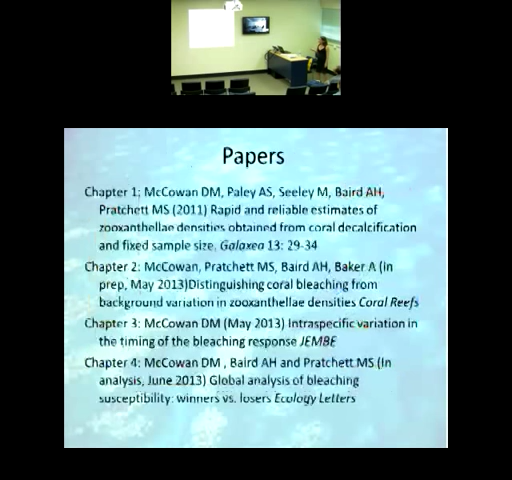 Papers
Chapter 1: McCowan DM, Paley AS, Seeley M, Baird AH,
Pratchett MS (2011) Rapid and reliable estimates of
zooxanthellae densities obtained from coral decalcification
and fixed sample size. Galaxea 13: 29-34
Chapter 2: McCowan, Pratchett MS, Baird AH, Baker A (In
prep, May 2013)Distinguishing coral bleaching from
background variation in zooxanthellae densities Coral Reefs
Chapter 3: McCowan DM (May 2013) Intraspecific variation in
the timing of the bleaching response JEMBE
Chapter 4: McCowan DM , Baird AH and Pratchett MS (In
analysis, June 2013) Global analysis of bleaching
susceptibility: winners vs. losers Ecology Letters